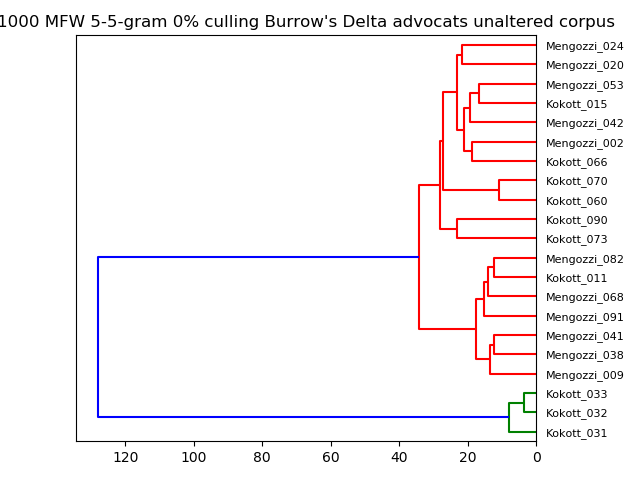 1000 MFW 5-5-gram 0% culling Burrow's Delta advocats unaltered corpus
Mengozzi_024
Mengozzi_020
Mengozzi_053
Kokott_015
Mengozzi_042
Mengozzi_002
Kokott_066
Kokott_070
Kokott_060
Kokott_090
Kokott_073
Mengozzi_082
Kokott_011
Mengozzi_068
Mengozzi_091
Mengozzi_041
Mengozzi_038
Mengozzi_009
Kokott_033
Kokott_032
Kokott_031
120 100 80 60 40 20 0